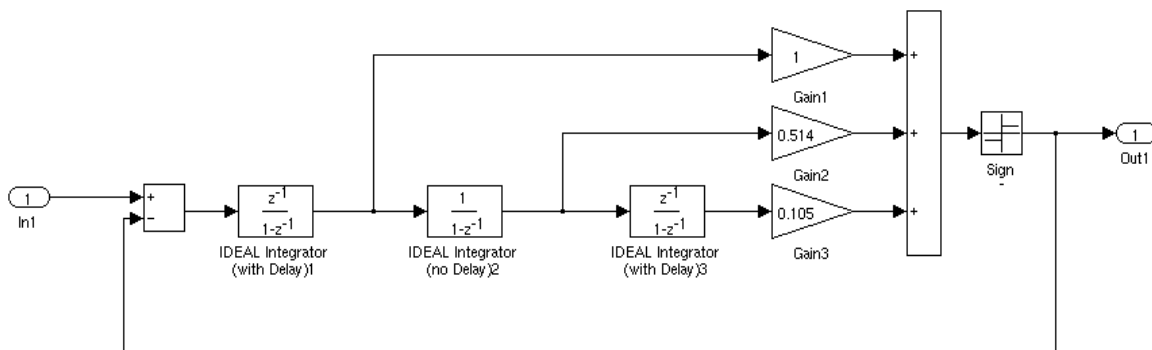 1
Gain1
+
0.514
Gain2
+
Sign
-
1
Out1
1
In1
+
−
z-1
1-z-1
IDEAL Integrator
(with Delay)1
1
1-z-1
IDEAL Integrator
(no Delay)2
z-1
1-z-1
IDEAL Integrator
(with Delay)3
0.105
Gain3
+